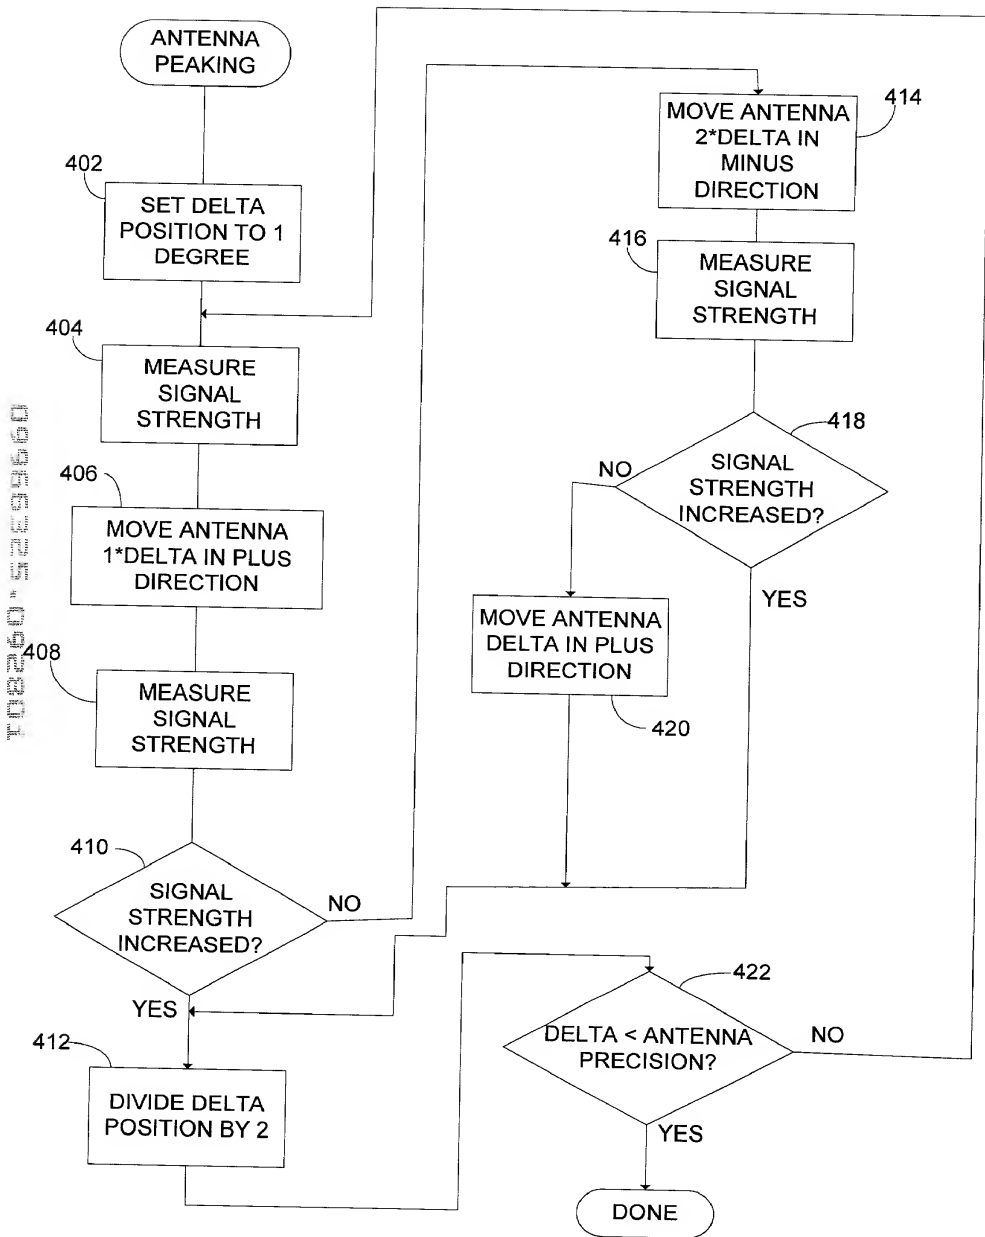 ANTENNA
PEAKING
402
SET DELTA
POSITION TO 1
DEGREE
404
MEASURE
SIGNAL
STRENGTH
406
MOVE ANTENNA
1*DELTA IN PLUS
DIRECTION
408
MEASURE
SIGNAL
STRENGTH
410
SIGNAL
STRENGTH
INCREASED?
NO
YES
412
DIVIDE DELTA
POSITION BY 2
414
MOVE ANTENNA
2*DELTA IN
MINUS
DIRECTION
416
MEASURE
SIGNAL
STRENGTH
418
SIGNAL
STRENGTH
INCREASED?
NO
YES
MOVE ANTENNA
DELTA IN PLUS
DIRECTION
420
422
DELTA < ANTENNA
PRECISION?
NO
YES
DONE